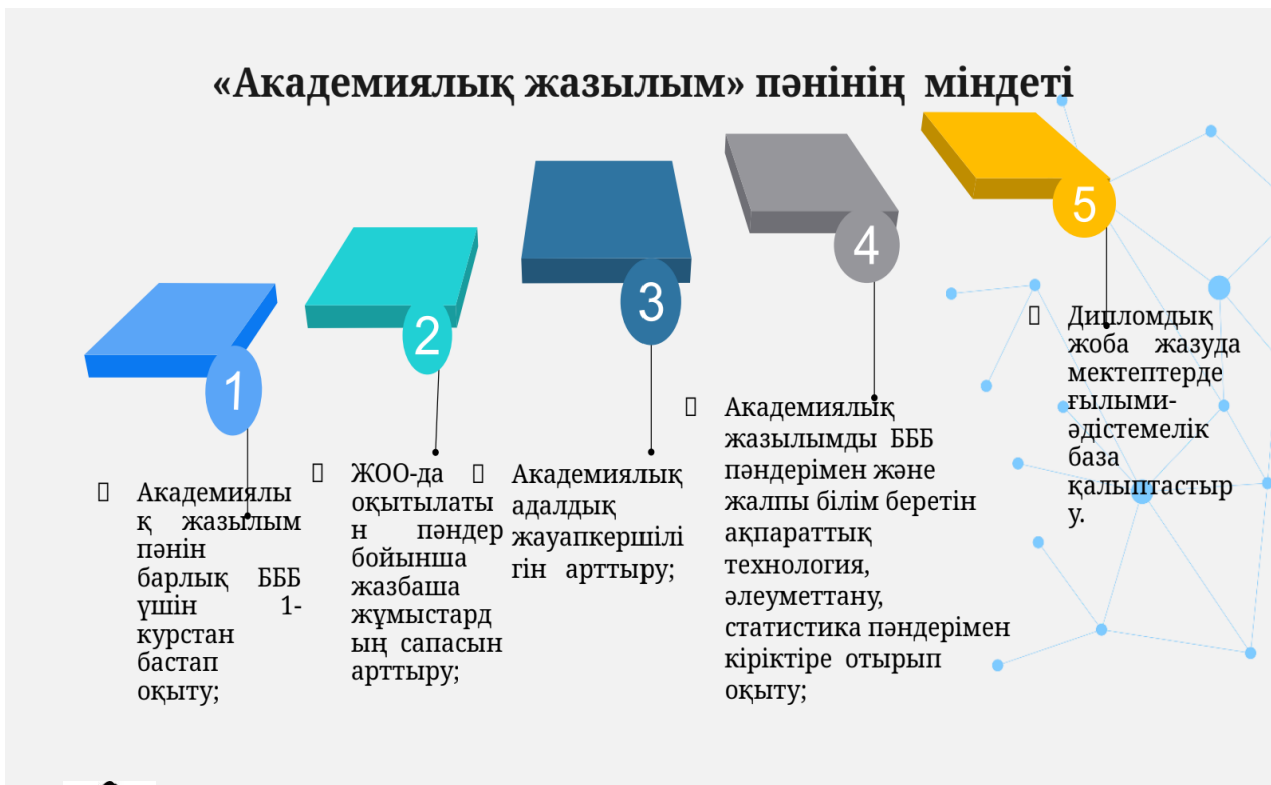 «Академиялық жазылым» пәнінің міндеті
1
Академиялы
қ жазылым
пәнін
барлық БББ
үшін 1-
курстан
бастап
оқыту;
2
ЖОО-да
оқытылаты
н пәндер
бойынша
жазбаша
жұмыстард
ың сапасын
арттыру;
3
Академиялық
адалдық
жауапкершілі
гін арттыру;
4
Академиялық
жазылымды БББ
пәндерімен және
жалпы білім беретін
ақпараттық
технология,
әлеуметтану,
статистика пәндерімен
кіріктіре отырып
оқыту;
5
Дипломдық
жоба жазуда
мектептерде
ғылыми-
әдістемелік
база
қалыптастыр
у.